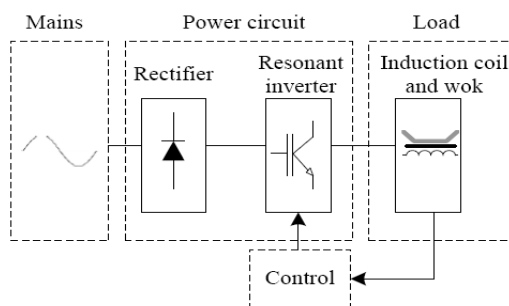 Mains
Power circuit
Load
Rectifier
Resonant
inverter
Induction coil
and wok
Control